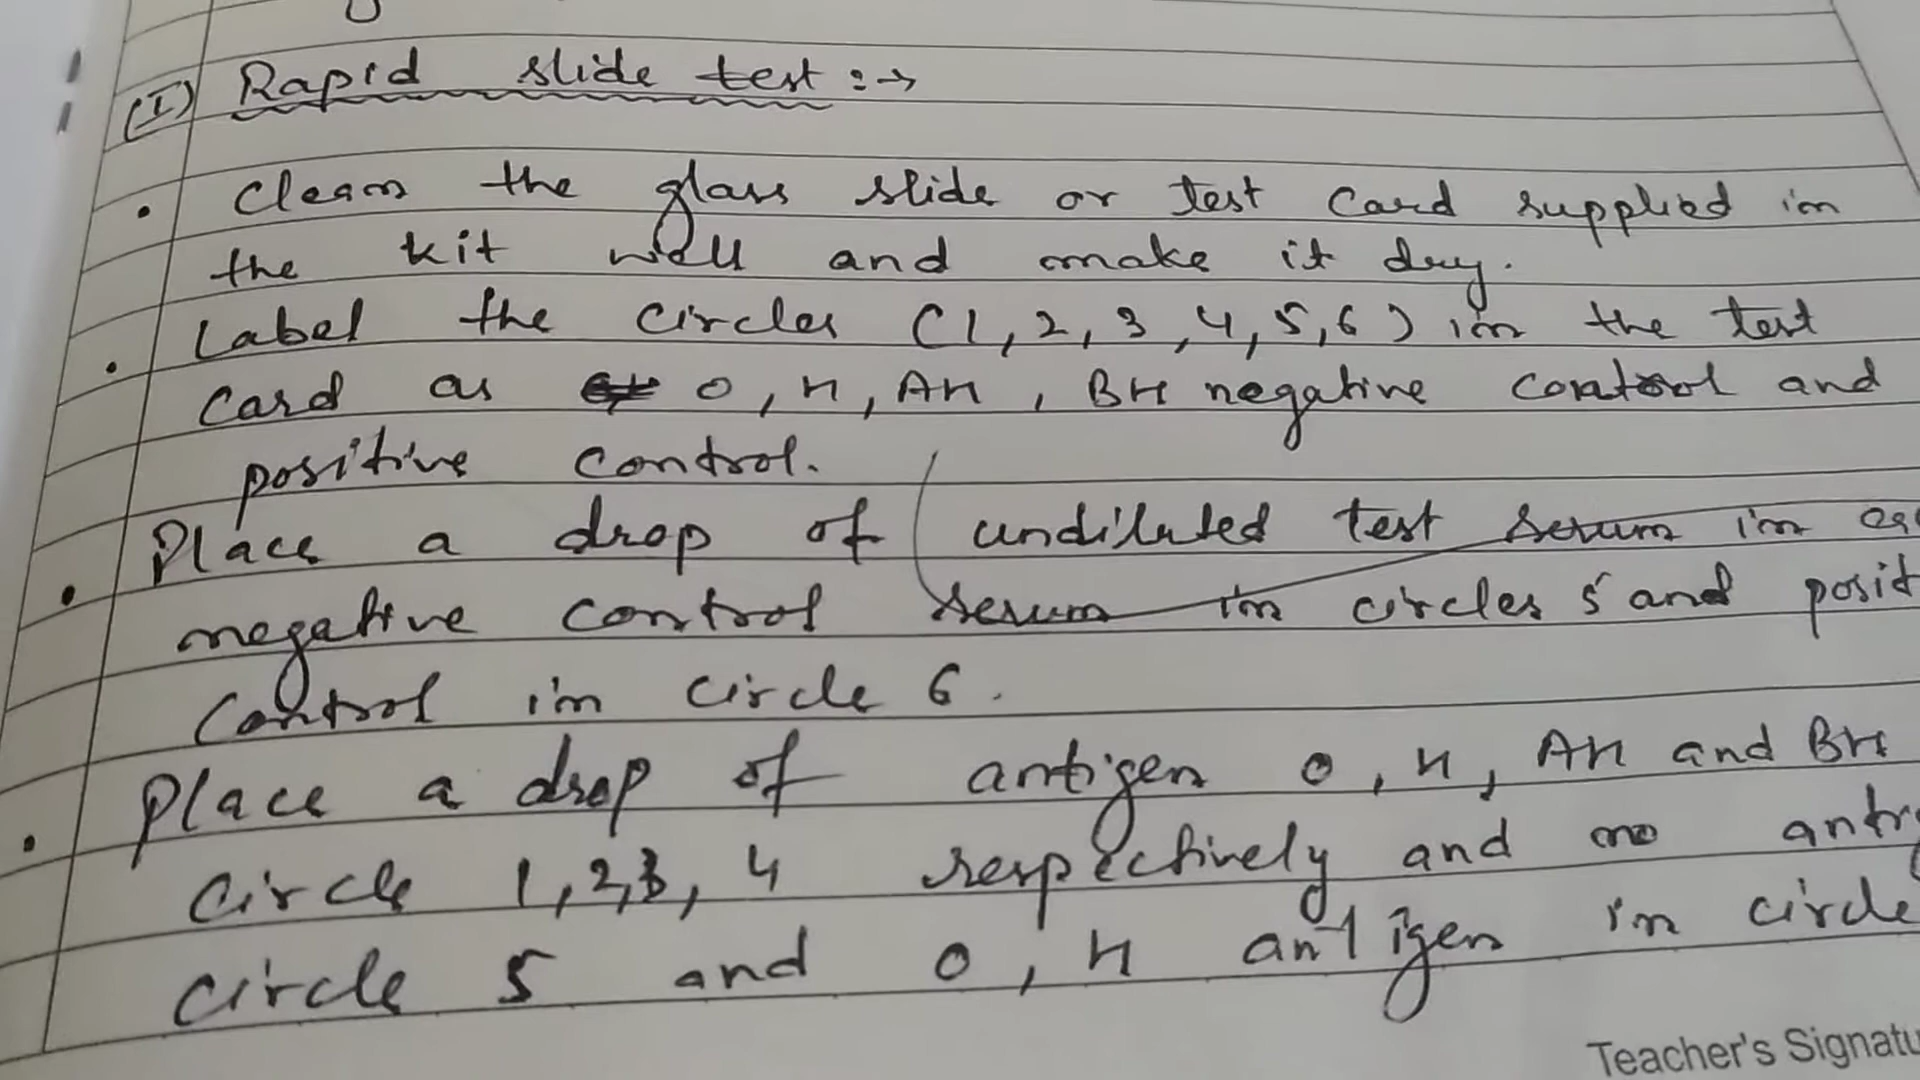 (I) Rapid slide test :→
• Clean the glass slide or test card supplied in
the kit well and make it dry.
• Label the circles (1, 2, 3, 4, 5, 6) in the test
card as O, H, AH, BH negative control and
positive control.
• Place a drop of undiluted test serum in
negative control serum in circles 5 and posit
control in circle 6.
• Place a drop of antigen O, H, AH and BH
circle 1, 2, 3, 4 respectively and no
circle 5 and O, H antigen in circle
Teacher's Signatu